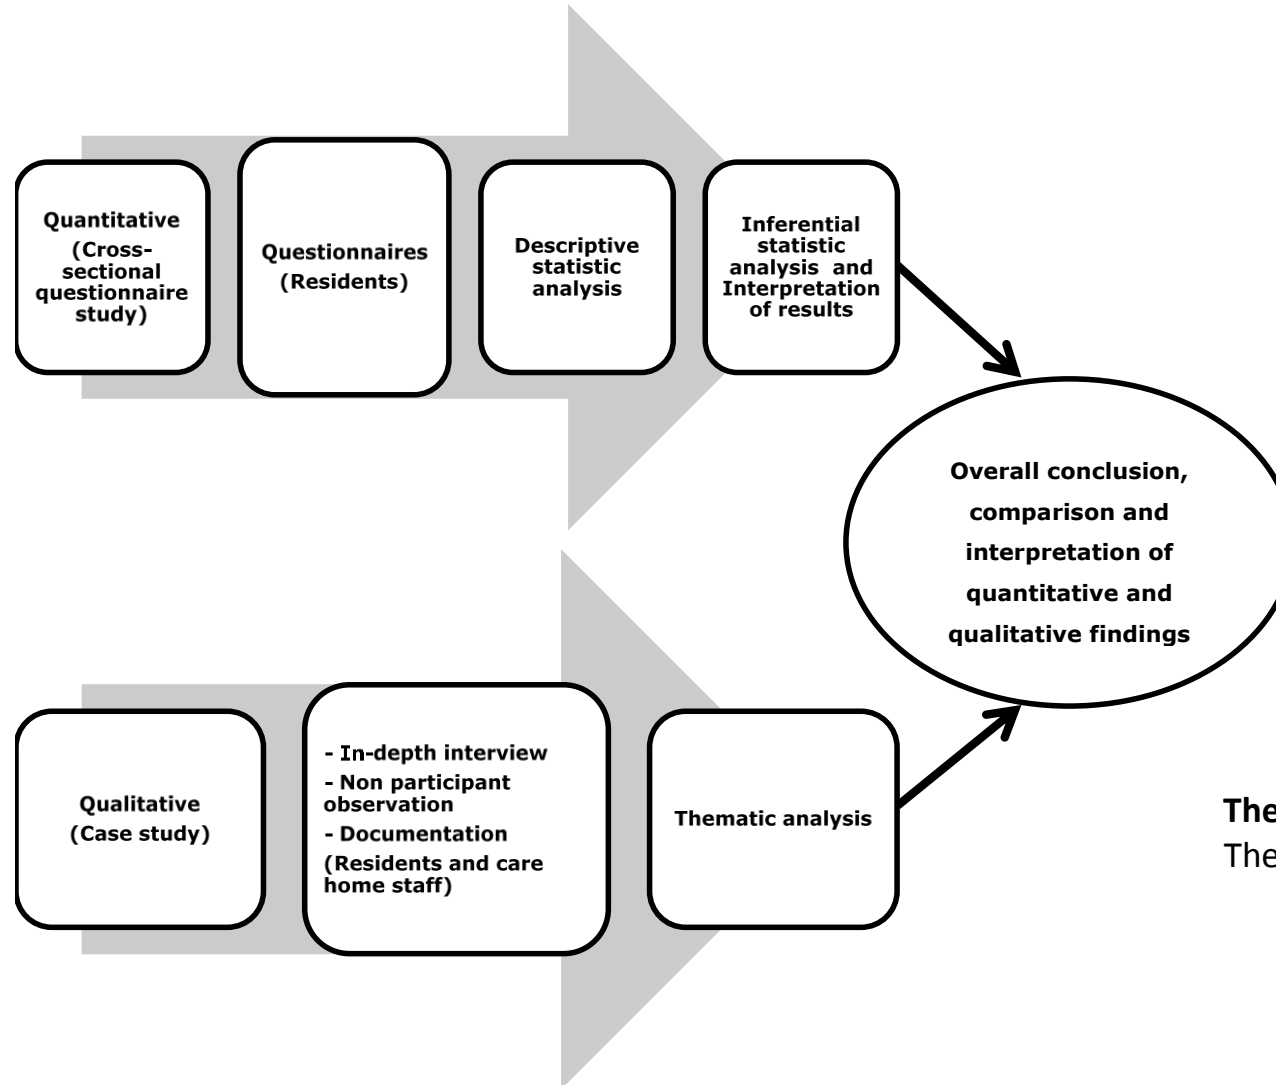 Quantitative
(Cross-
sectional
questionnaire
study)
Questionnaires
(Residents)
Descriptive
statistic
analysis
Inferential
statistic
analysis  and
Interpretation
of results
Overall conclusion,
comparison and
interpretation of
quantitative and
qualitative findings
Qualitative
(Case study)
- In-depth interview
- Non participant
observation
- Documentation
(Residents and care
home staff)
Thematic analysis
The
The